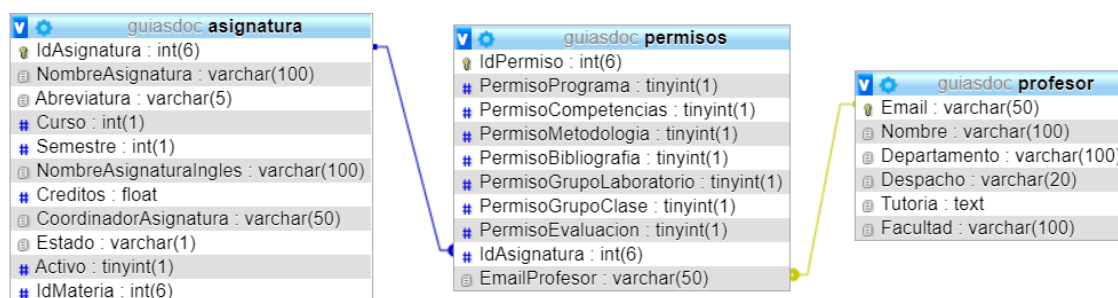 guiasdoc asignatura
IdAsignatura : int(6)
NombreAsignatura : varchar(100)
Abreviatura : varchar(5)
# Curso : int(1)
# Semestre : int(1)
NombreAsignaturaIngles : varchar(100)
# Creditos : float
CoordinadorAsignatura : varchar(50)
Estado : varchar(1)
# Activo : tinyint(1)
# IdMateria : int(6)
guiasdoc permisos
IdPermiso : int(6)
# PermisoPrograma : tinyint(1)
# PermisoCompetencias : tinyint(1)
# PermisoMetodologia : tinyint(1)
# PermisoBibliografia : tinyint(1)
# PermisoGrupoLaboratorio : tinyint(1)
# PermisoGrupoClase : tinyint(1)
# PermisoEvaluacion : tinyint(1)
# IdAsignatura : int(6)
EmailProfesor : varchar(50)
guiasdoc profesor
Email : varchar(50)
Nombre : varchar(100)
Departamento : varchar(100)
Despacho : varchar(20)
Tutoria : text
Facultad : varchar(100)